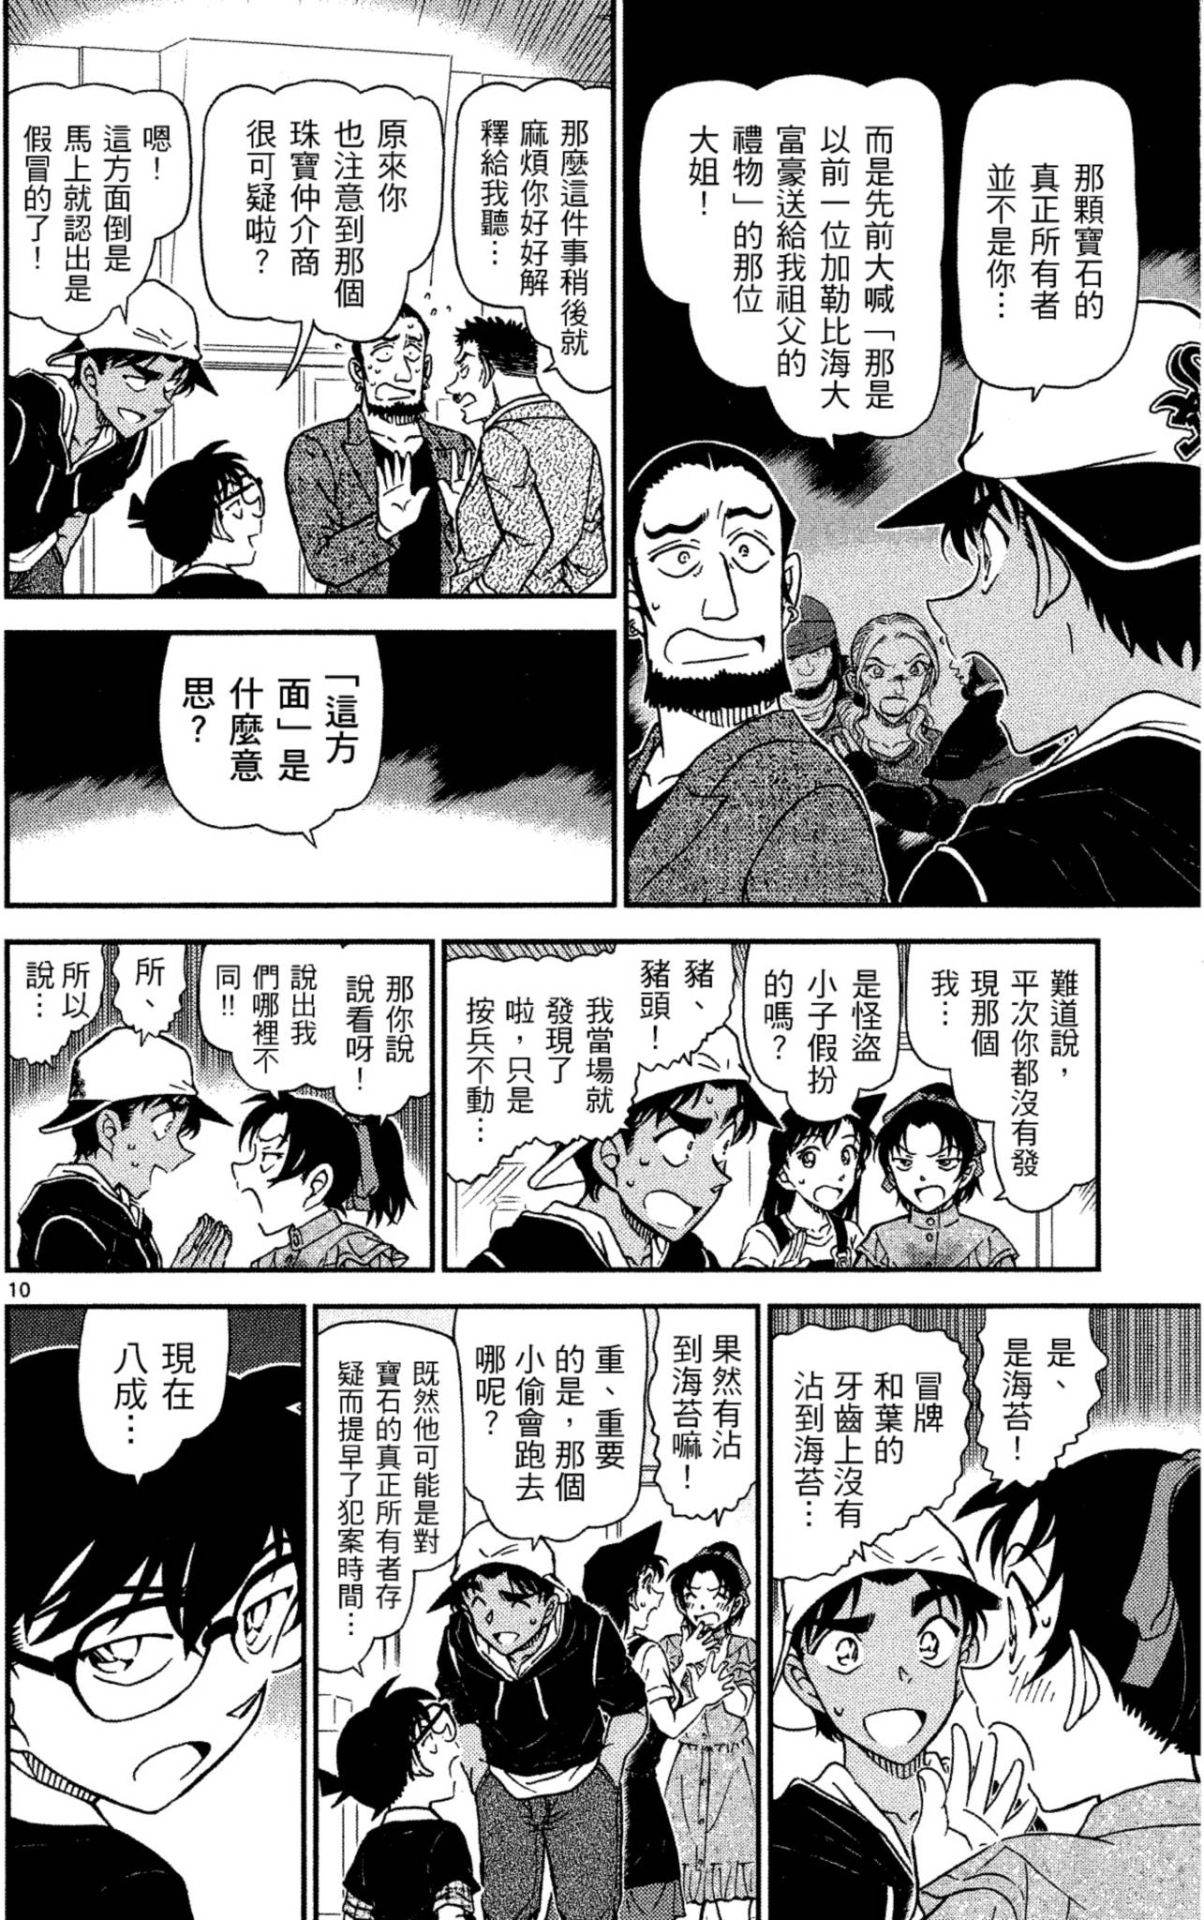 那顆寶石的
真正所有者
並不是你…
而是先前大喊「那是
以前一位加勒比海大
富豪送給我祖父的
禮物」的那位
大姐！
那麼這件事稍後就
麻煩你好好解
釋給我聽…
原來你
也注意到那個
珠寶仲介商
很可疑啦？
嗯！
這方面倒是
馬上就認出是
假冒的了！
「這方
面」是
什麼意
思？
難道說，
平次你都沒有發
現那個
我…
是怪盜
小子假扮
的嗎？
豬、
豬頭！
我當場就
發現了
啦，只是
按兵不動…
那你說
說看呀！
說出我
們哪裡不
同!!
所、
所以
說…
10
是、
是海苔！
冒牌
和葉的
牙齒上沒有
沾到海苔…
果然有沾
到海苔嘛！
重、重要
的是，那個
小偷會跑去
哪呢？
既然他可能是對
寶石的真正所有者存
疑而提早了犯案時間…
現在
八成…